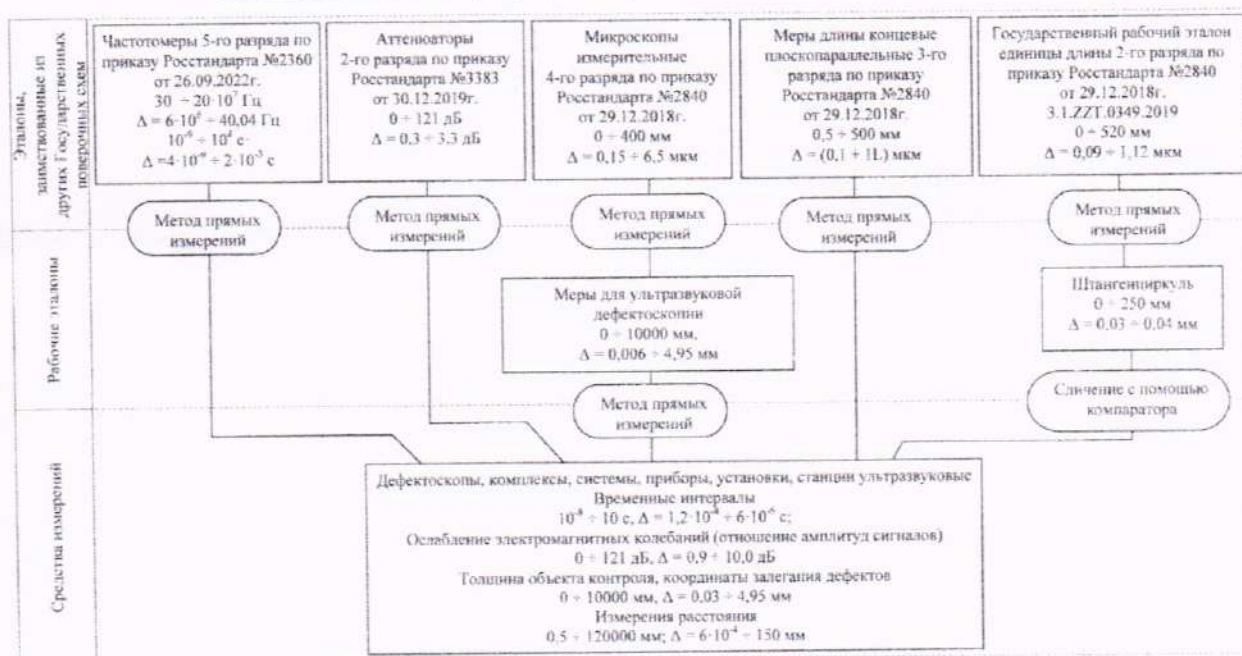 Эталоны,
заимствованные из
других Государственных
поверочных схем
Частотомеры 5-го разряда по
приказу Росстандарта №2360
от 26.09.2022г.
30 ÷ 20·10⁷ Гц
Δ = 6·10⁰ ÷ 40,04 Гц
10⁻⁹ ÷ 10⁴ с
Δ =4·10⁻⁹ ÷ 2·10⁻³ с
Аттенюаторы
2-го разряда по приказу
Росстандарта №3383
от 30.12.2019г.
0 ÷ 121 дБ
Δ = 0,3 ÷ 3.3 дБ
Микроскопы
измерительные
4-го разряда по приказу
Росстандарта №2840
от 29.12.2018г.
0 ÷ 400 мм
Δ = 0,15 ÷ 6,5 мкм
Меры длины концевые
плоскопараллельные 3-го
разряда по приказу
Росстандарта №2840
от 29.12.2018г.
0,5 ÷ 500 мм
Δ = (0,1 + 1L) мкм
Государственный рабочий эталон
единицы длины 2-го разряда по
приказу Росстандарта №2840
от 29.12.2018г.
3.1.ZZT.0349.2019
0 ÷ 520 мм
Δ = 0,09 ÷ 1,12 мкм
Метод прямых
измерений
Метод прямых
измерений
Метод прямых
измерений
Метод прямых
измерений
Метод прямых
измерений
Рабочие эталоны
Меры для ультразвуковой
дефектоскопии
0 ÷ 10000 мм,
Δ = 0,006 ÷ 4,95 мм
Штангенциркуль
0 ÷ 250 мм
Δ = 0,03 ÷ 0,04 мм
Метод прямых
измерений
Сличение с помощью
компаратора
Средства измерений
Дефектоскопы, комплексы, системы, приборы, установки, станции ультразвуковые
Временные интервалы
10⁻⁸ ÷ 10 с, Δ = 1,2·10⁻⁸ ÷ 6·10⁻⁶ с;
Ослабление электромагнитных колебаний (отношение амплитуд сигналов)
0 ÷ 121 дБ, Δ = 0,9 ÷ 10,0 дБ
Толщина объекта контроля, координаты залегания дефектов
0 ÷ 10000 мм, Δ = 0,03 ÷ 4,95 мм
Измерения расстояния
0,5 ÷ 120000 мм; Δ = 6·10⁻⁴ ÷ 150 мм